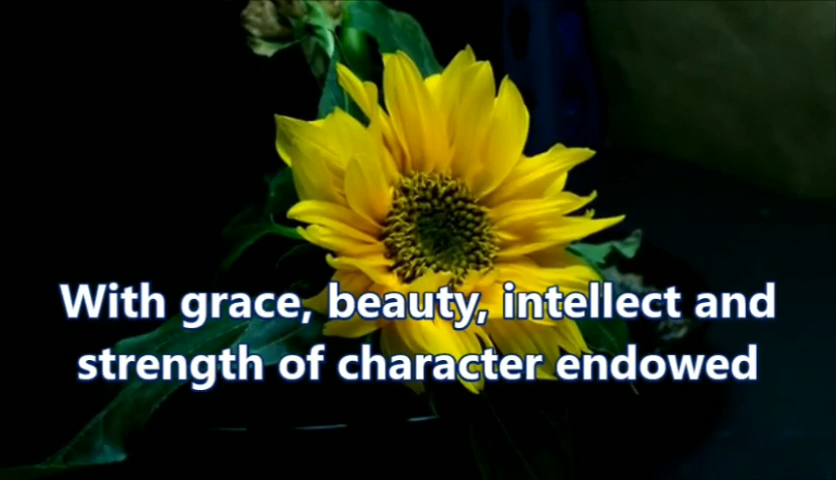 With grace, beauty, intellect and
strength of character endowed